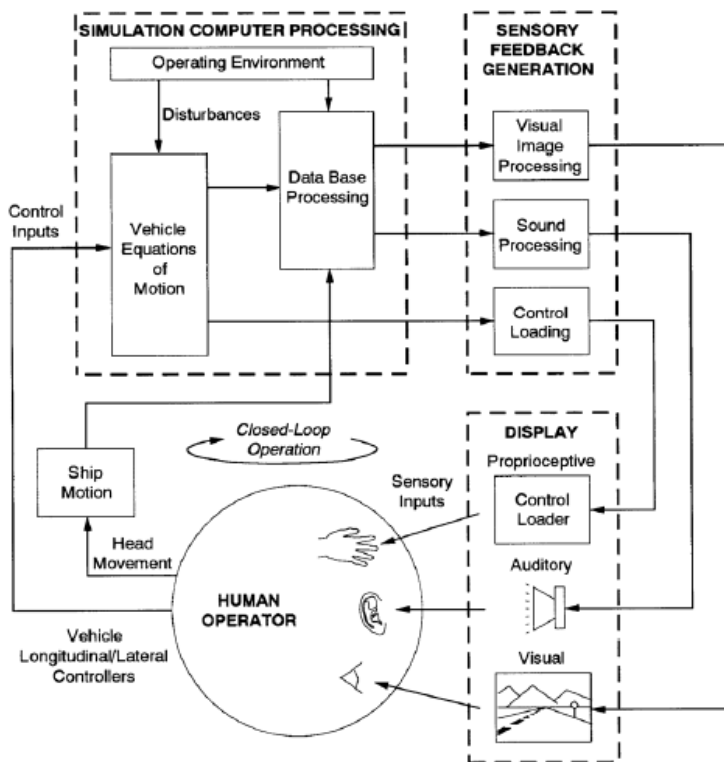 SIMULATION COMPUTER PROCESSING
Operating Environment
Disturbances
Data Base
Processing
Vehicle
Equations
of
Motion
Control
Inputs
SENSORY
FEEDBACK
GENERATION
Visual
Image
Processing
Sound
Processing
Control
Loading
Closed-Loop
Operation
Ship
Motion
Head
Movement
Sensory
Inputs
HUMAN
OPERATOR
Vehicle
Longitudinal/Lateral
Controllers
DISPLAY
Proprioceptive
Control
Loader
Auditory
Visual